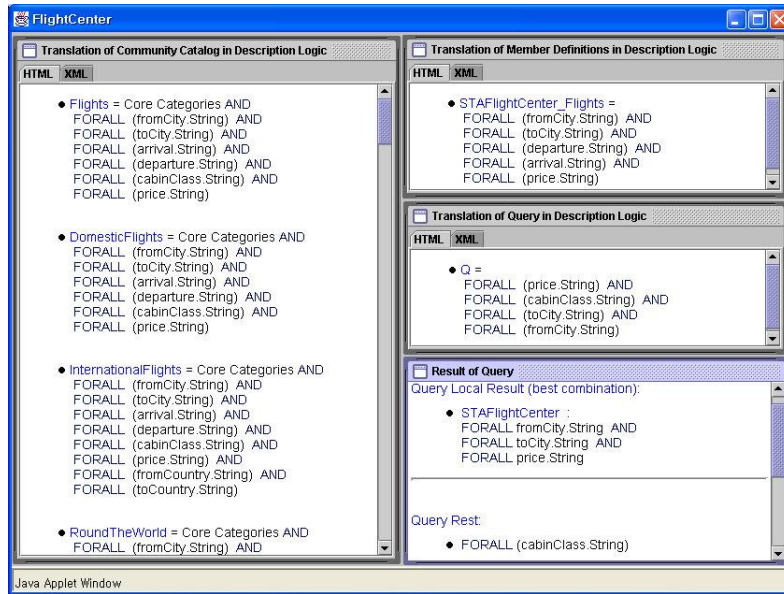 FlightCenter
Translation of Community Catalog in Description Logic
HTML XML
Flights = Core Categories AND
FORALL (fromCity.String) AND
FORALL (toCity.String) AND
FORALL (arrival.String) AND
FORALL (departure.String) AND
FORALL (cabinClass.String) AND
FORALL (price.String)
DomesticFlights = Core Categories AND
FORALL (fromCity.String) AND
FORALL (toCity.String) AND
FORALL (arrival.String) AND
FORALL (departure.String) AND
FORALL (cabinClass.String) AND
FORALL (price.String)
InternationalFlights = Core Categories AND
FORALL (fromCity.String) AND
FORALL (toCity.String) AND
FORALL (arrival.String) AND
FORALL (departure.String) AND
FORALL (cabinClass.String) AND
FORALL (price.String) AND
FORALL (fromCountry.String) AND
FORALL (toCountry.String)
RoundTheWorld = Core Categories AND
FORALL (fromCity.String) AND
Translation of Member Definitions in Description Logic
HTML XML
STAFlightCenter_Flights =
FORALL (fromCity.String) AND
FORALL (toCity.String) AND
FORALL (departure.String) AND
FORALL (arrival.String) AND
FORALL (price.String)
Translation of Query in Description Logic
HTML XML
Q =
FORALL (price.String) AND
FORALL (cabinClass.String) AND
FORALL (toCity.String) AND
FORALL (fromCity.String)
Result of Query
Query Local Result (best combination):
STAFlightCenter :
FORALL fromCity.String AND
FORALL toCity.String AND
FORALL price.String
Query Rest:
FORALL (cabinClass.String)
Java Applet Window